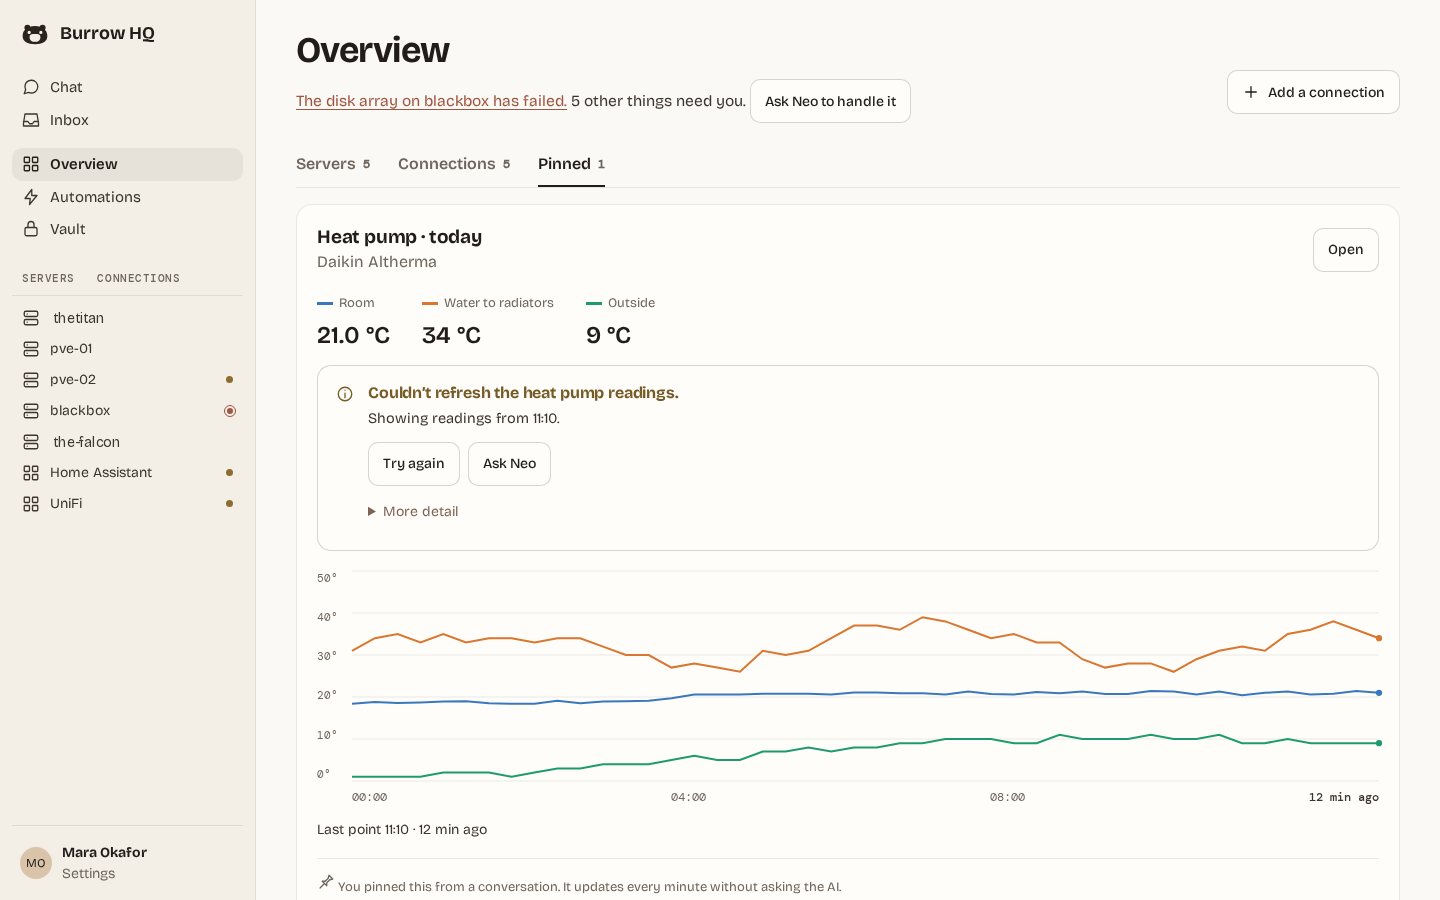 Burrow HQ
Chat
Inbox
Overview
Automations
Vault
SERVERS CONNECTIONS
thetitan
pve-01
pve-02
blackbox
the-falcon
Home Assistant
UniFi
MO
Mara Okafor
Settings
Overview
The disk array on blackbox has failed. 5 other things need you. Ask Neo to handle it
Add a connection
Servers 5 Connections 5 Pinned 1
Heat pump · today
Daikin Altherma
Open
Room Water to radiators Outside
21.0 °C 34 °C 9 °C
Couldn't refresh the heat pump readings.
Showing readings from 11:10.
Try again Ask Neo
More detail
50°
40°
30°
20°
10°
0°
00:00 04:00 08:00 12 min ago
Last point 11:10 · 12 min ago
You pinned this from a conversation. It updates every minute without asking the AI.